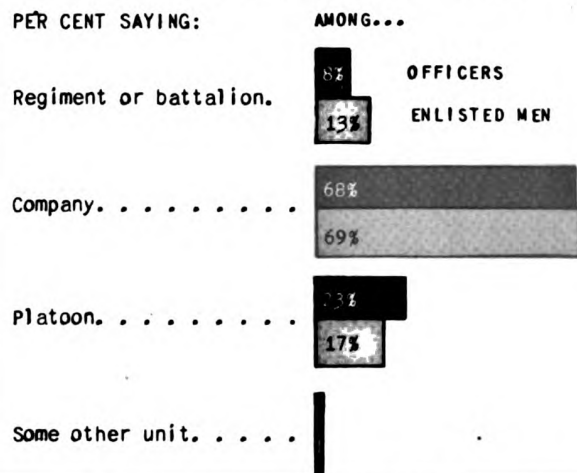 PER CENT SAYING: AMONG...
8% OFFICERS
Regiment or battalion.
13% ENLISTED MEN
68%
Company. . . . . . . . .
69%
23%
Platoon. . . . . . . . .
17%
Some other unit. . . . .